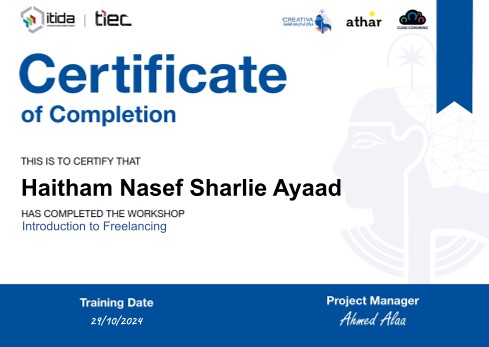 itida | tiec
CREATIVA
athar
CLOUD COWORKING
Certificate
of Completion
THIS IS TO CERTIFY THAT
Haitham Nasef Sharlie Ayaad
HAS COMPLETED THE WORKSHOP
Introduction to Freelancing
Training Date
29/10/2024
Project Manager
Ahmed Alaa